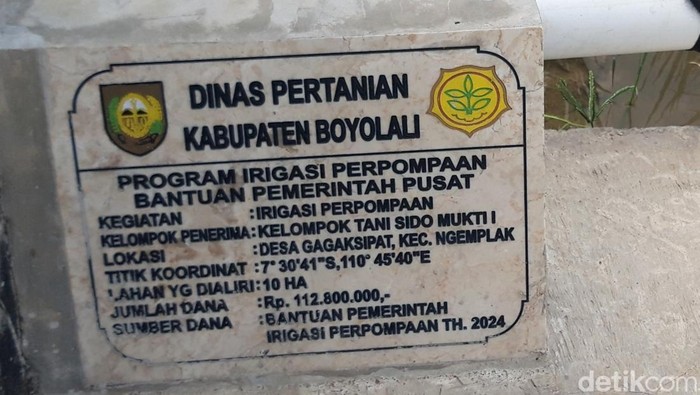 DINAS PERTANIAN
KABUPATEN BOYOLALI
PROGRAM IRIGASI PERPOMPAAN
BANTUAN PEMERINTAH PUSAT
KEGIATAN : IRIGASI PERPOMPAAN
KELOMPOK PENERIMA : KELOMPOK TANI SIDO MUKTI I
LOKASI : DESA GAGAKSIPAT, KEC. NGEMPLAK
TITIK KOORDINAT : 7° 30'41"S,110° 45'40"E
LAHAN YG DIALIRI : 10 HA
JUMLAH DANA : Rp. 112.800.000,-
SUMBER DANA : BANTUAN PEMERINTAH
IRIGASI PERPOMPAAN TH. 2024
detikcom